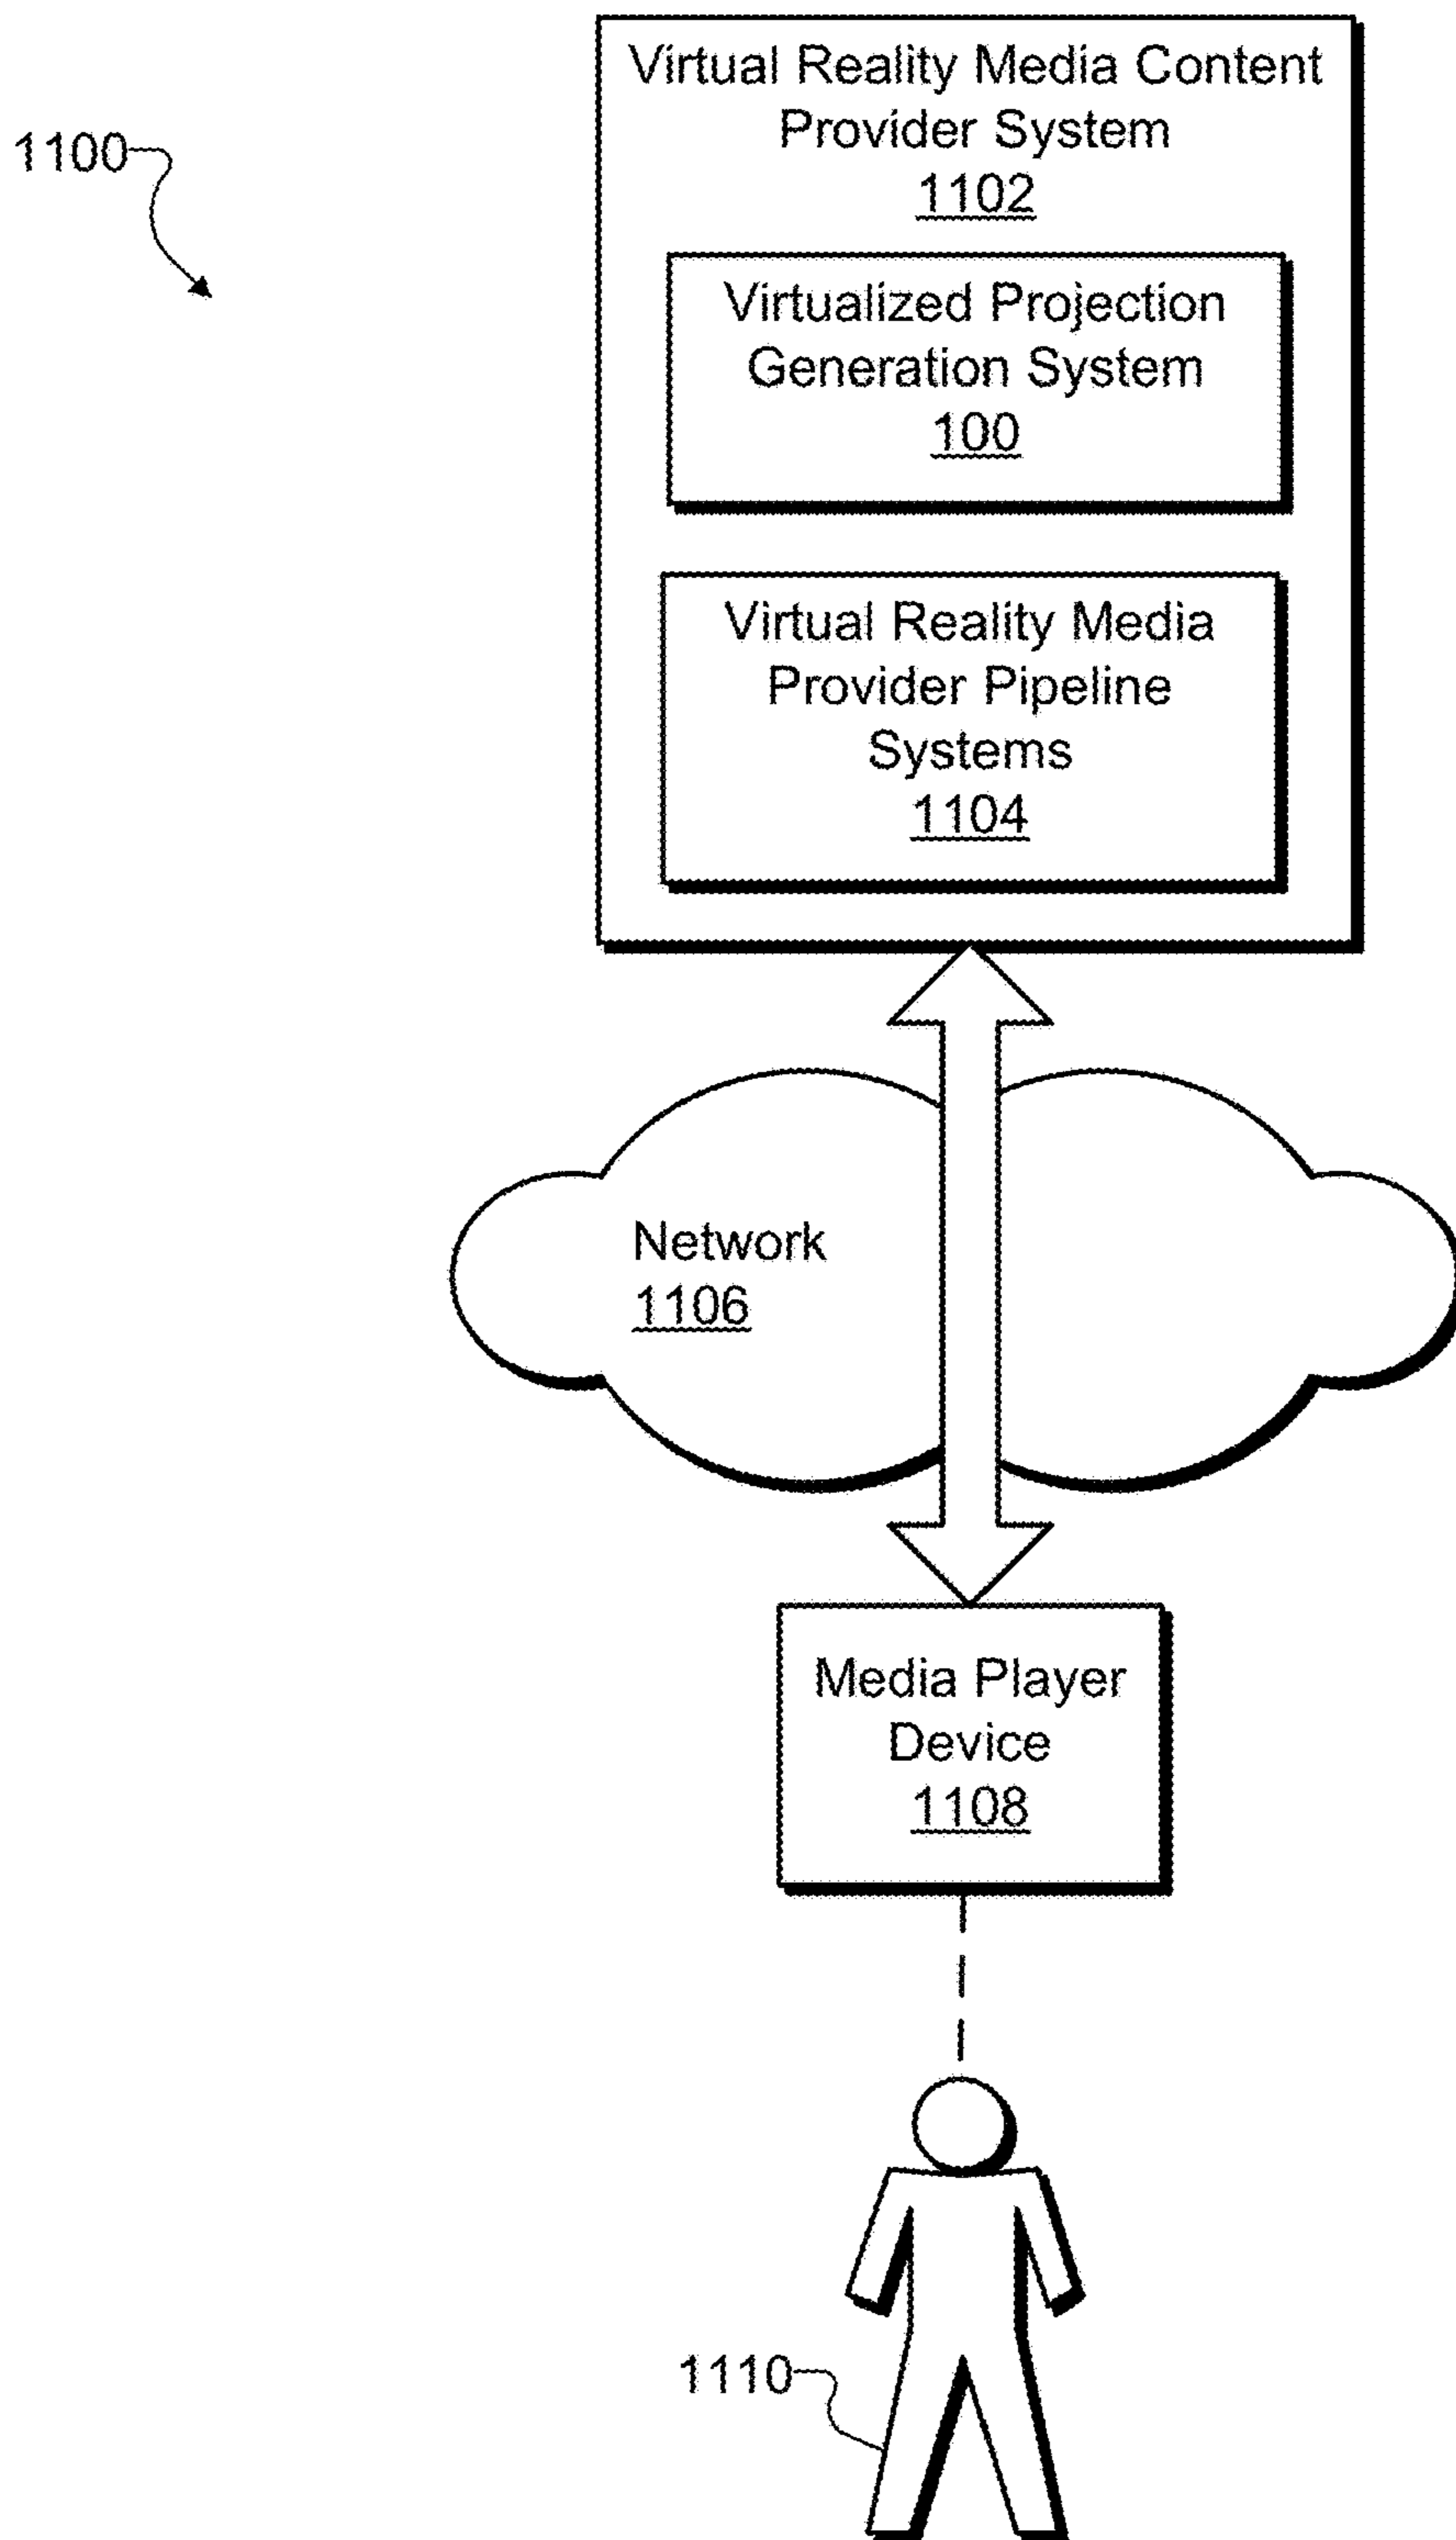 1100
Virtual Reality Media Content
Provider System
1102
Virtualized Projection
Generation System
100
Virtual Reality Media
Provider Pipeline
Systems
1104
Network
1106
Media Player
Device
1108
1110